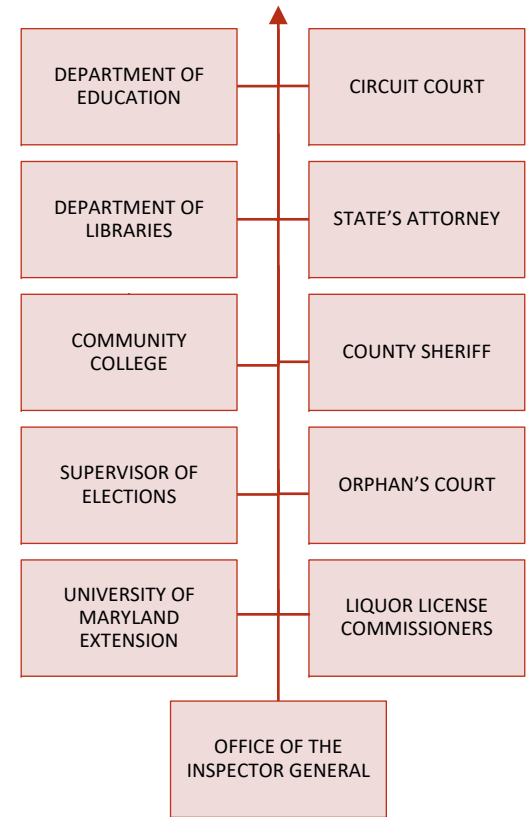 DEPARTMENT OF
EDUCATION
CIRCUIT COURT
DEPARTMENT OF
LIBRARIES
STATE’S ATTORNEY
COMMUNITY
COLLEGE
COUNTY SHERIFF
SUPERVISOR OF
ELECTIONS
ORPHAN’S COURT
UNIVERSITY OF
MARYLAND
EXTENSION
LIQUOR LICENSE
COMMISSIONERS
OFFICE OF THE
INSPECTOR GENERAL